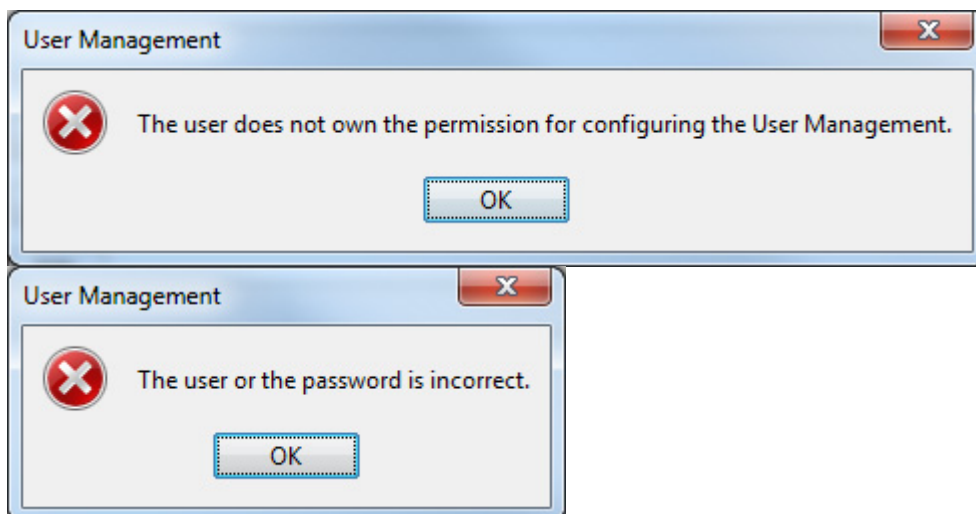 User Management
The user does not own the permission for configuring the User Management.
OK
User Management
The user or the password is incorrect.
OK